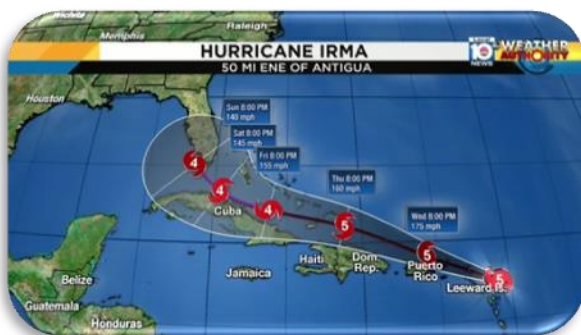 Wichita
Raleigh
Memphis
HURRICANE IRMA
50 MI ENE OF ANTIGUA
LOCAL
10
NEWS
WEATHER
AUTHORITY
Houston
Sun 8:00 PM
140 mph
Sat 8:00 PM
145 mph
Fri 8:00 PM
155 mph
Thu 8:00 PM
160 mph
Wed 8:00 PM
175 mph
4
4
4
5
5
5
Cuba
Belize
Guatemala
Honduras
Jamaica
Haiti
Dom.
Rep.
Puerto
Rico
Leeward Is.